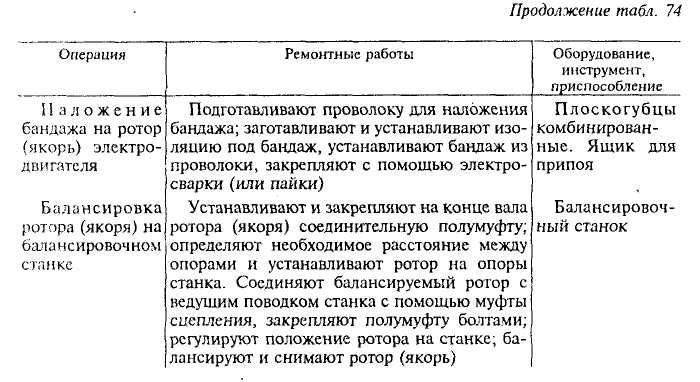 Продолжение табл. 74
Операция
Ремонтные работы
Оборудование,
инструмент,
приспособление
Наложение
бандажа на ротор
(якорь) электро-
двигателя
Подготавливают проволоку для наложения
бандажа; заготавливают и устанавливают изо-
ляцию под бандаж, устанавливают бандаж из
проволоки, закрепляют с помощью электро-
сварки (или пайки)
Плоскогубцы
комбинирован-
ные. Ящик для
припоя
Балансировка
ротора (якоря) на
балансировочном
станке
Устанавливают и закрепляют на конце вала
ротора (якоря) соединительную полумуфту;
определяют необходимое расстояние между
опорами и устанавливают ротор на опоры
станка. Соединяют балансируемый ротор с
ведущим поводком станка с помощью муфты
сцепления, закрепляют полумуфту болтами;
регулируют положение ротора на станке; ба-
лансируют и снимают ротор (якорь)
Балансировоч-
ный станок